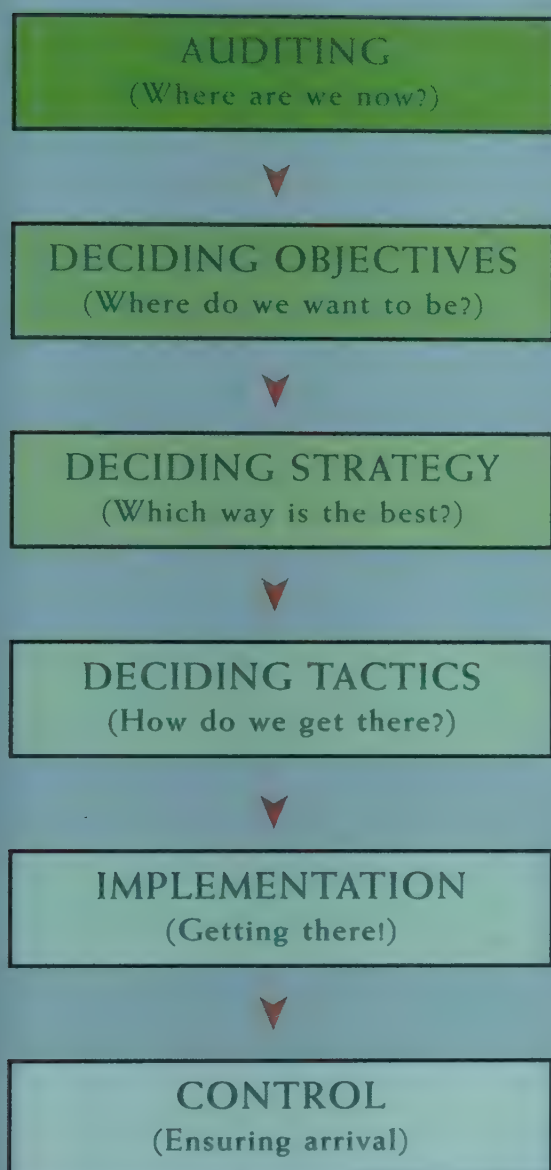 AUDITING
(Where are we now?)
DECIDING OBJECTIVES
(Where do we want to be?)
DECIDING STRATEGY
(Which way is the best?)
DECIDING TACTICS
(How do we get there?)
IMPLEMENTATION
(Getting there!)
CONTROL
(Ensuring arrival)